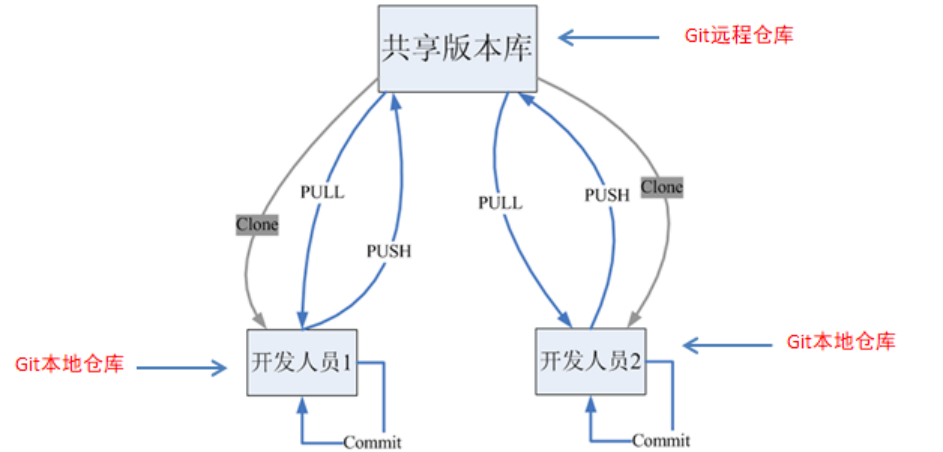 共享版本库
Git远程仓库
PULL
PUSH
Clone
PULL
PUSH
Clone
Git本地仓库
开发人员1
开发人员2
Git本地仓库
Commit
Commit